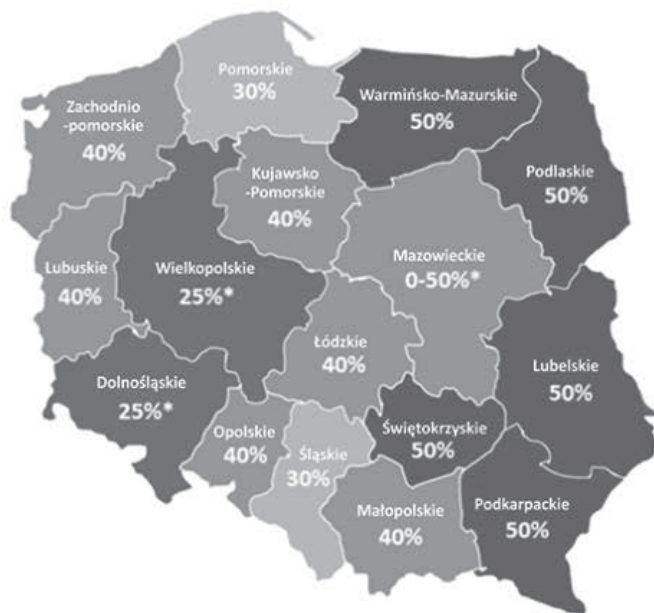 Pomorskie
30%
Warmińsko-Mazurskie
50%
Zachodnio
-pomorskie
40%
Podlaskie
50%
Kujawsko
-Pomorskie
40%
Mazowieckie
0-50%*
Lubuskie
40%
Wielkopolskie
25%*
Łódzkie
40%
Lubelskie
50%
Dolnośląskie
25%*
Opolskie
40%
Śląskie
30%
Świętokrzyskie
50%
Małopolskie
40%
Podkarpackie
50%